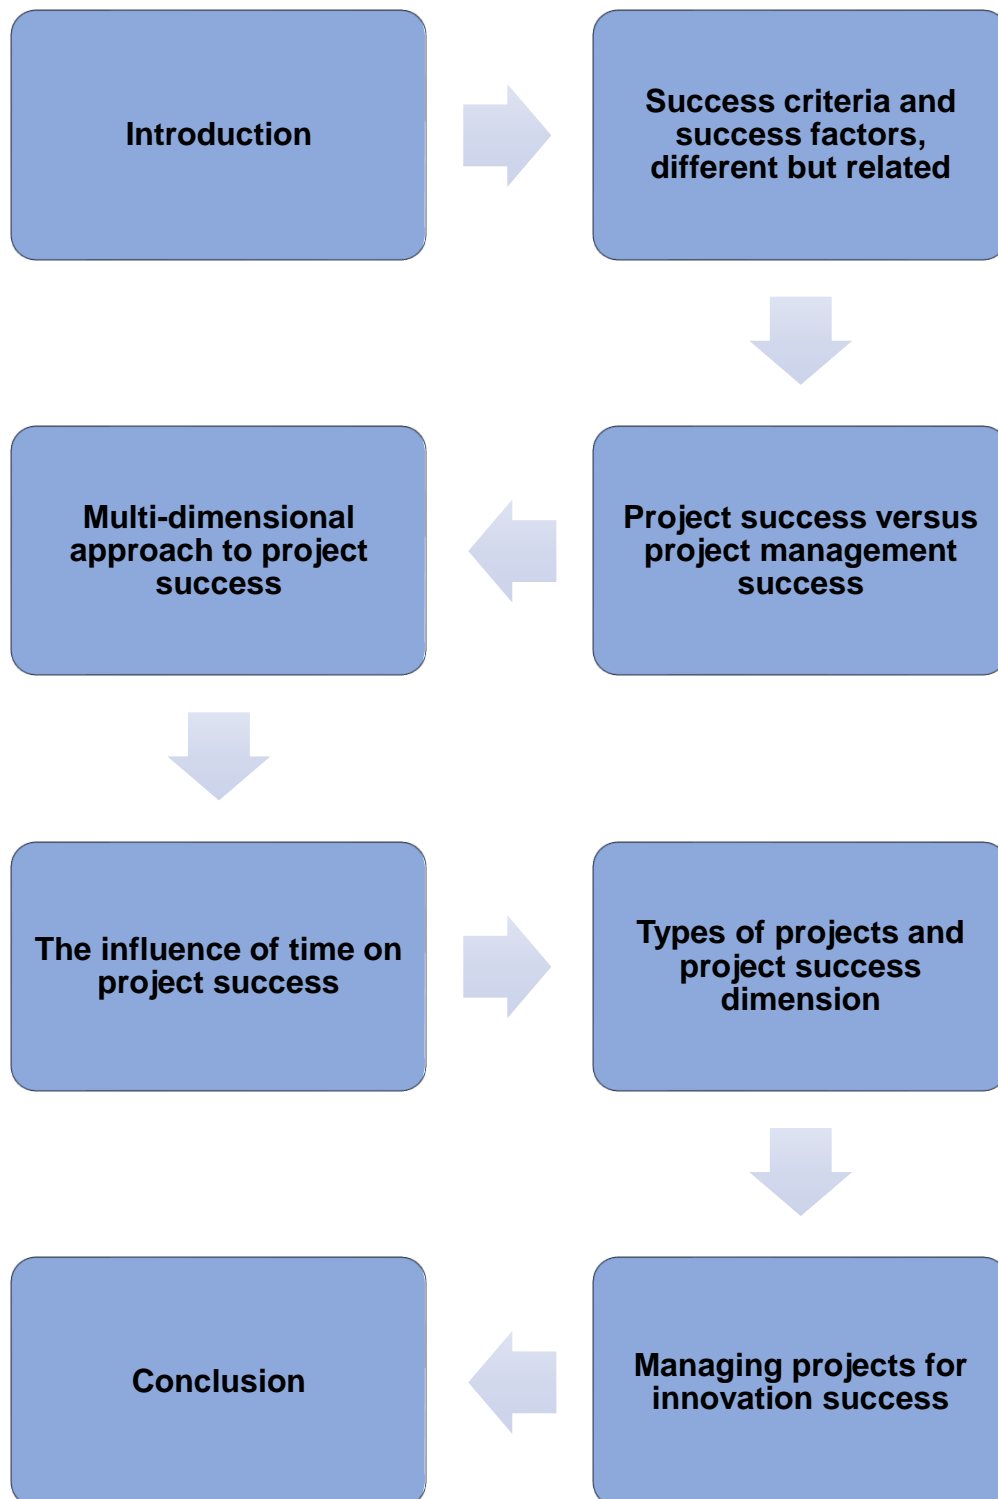 Introduction
Success criteria and
success factors,
different but related
Project success versus
project management
success
Multi-dimensional
approach to project
success
The influence of time on
project success
Types of projects and
project success
dimension
Managing projects for
innovation success
Conclusion